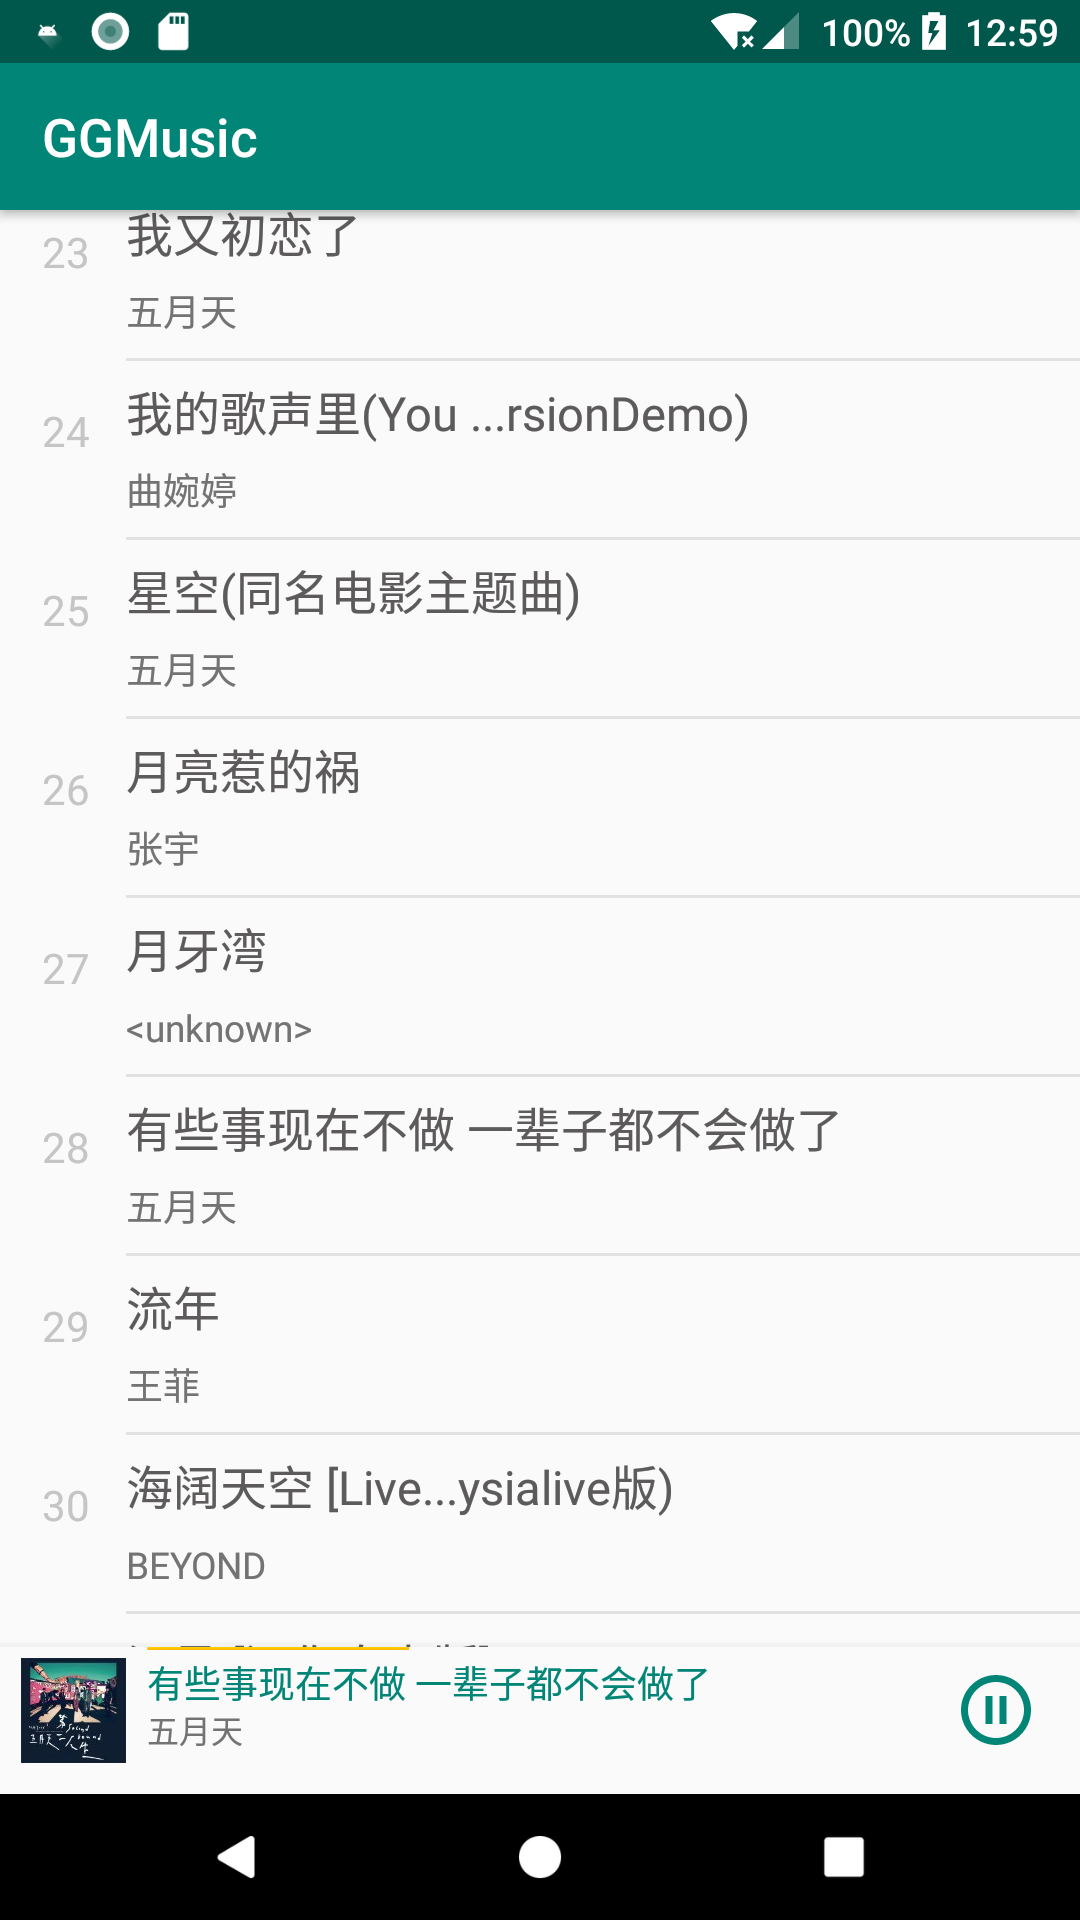 100% 12:59
GGMusic
23 我又初恋了
五月天
24 我的歌声里(You ...rsionDemo)
曲婉婷
25 星空(同名电影主题曲)
五月天
26 月亮惹的祸
张宇
27 月牙湾
<unknown>
28 有些事现在不做 一辈子都不会做了
五月天
29 流年
王菲
30 海阔天空 [Live...ysialive版)
BEYOND
有些事现在不做 一辈子都不会做了
五月天